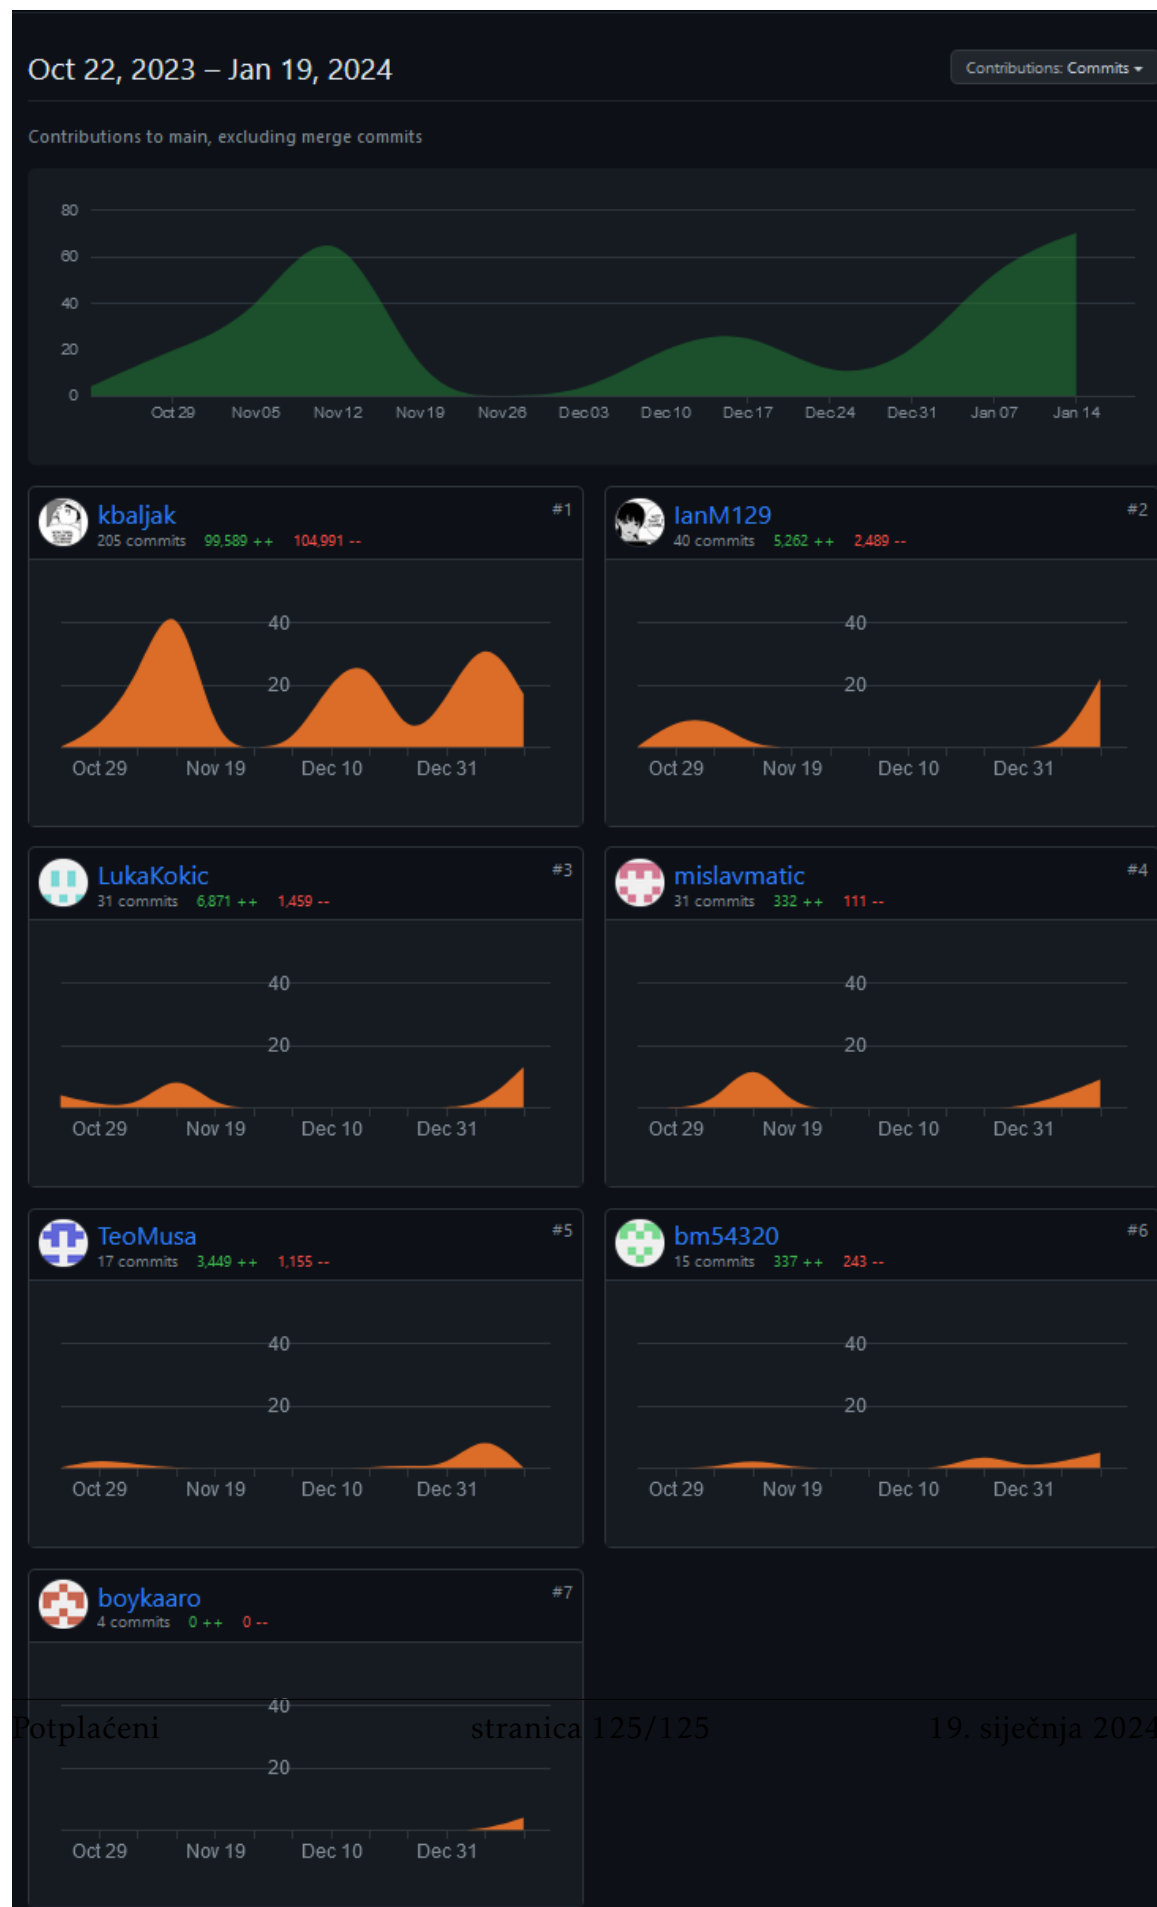 Oct 22, 2023 – Jan 19, 2024
Contributions: Commits
Contributions to main, excluding merge commits
80
60
40
20
0
Oct 29 Nov 05 Nov 12 Nov 19 Nov 26 Dec 03 Dec 10 Dec 17 Dec 24 Dec 31 Jan 07 Jan 14
kbaljak #1
205 commits 99,589 ++ 104,991 --
40
20
Oct 29 Nov 19 Dec 10 Dec 31
IanM129 #2
40 commits 5,262 ++ 2,489 --
40
20
Oct 29 Nov 19 Dec 10 Dec 31
LukaKokic #3
31 commits 6,871 ++ 1,459 --
40
20
Oct 29 Nov 19 Dec 10 Dec 31
mislavmatic #4
31 commits 332 ++ 111 --
40
20
Oct 29 Nov 19 Dec 10 Dec 31
TeoMusa #5
17 commits 3,449 ++ 1,155 --
40
20
Oct 29 Nov 19 Dec 10 Dec 31
bm54320 #6
15 commits 337 ++ 243 --
40
20
Oct 29 Nov 19 Dec 10 Dec 31
boykaaro #7
4 commits 0 ++ 0 --
40
Potplaćeni stranica 125/125 19. siječnja 2024
20
Oct 29 Nov 19 Dec 10 Dec 31